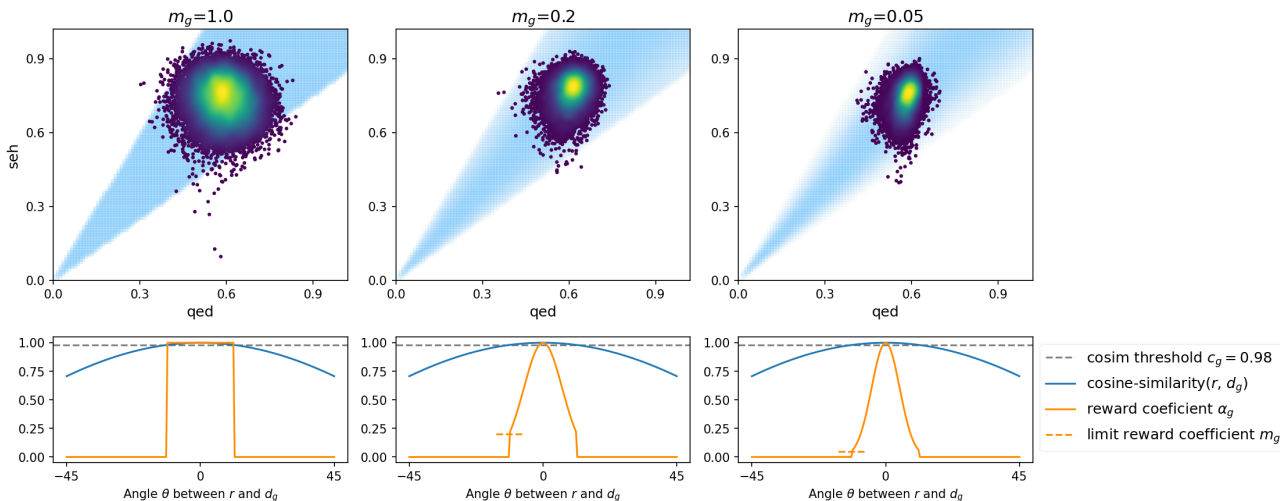 m_g=1.0
m_g=0.2
m_g=0.05
seh
0.9
0.6
0.3
0.0
0.0 0.3 0.6 0.9
qed
0.9
0.6
0.3
0.0
0.0 0.3 0.6 0.9
qed
0.9
0.6
0.3
0.0
0.0 0.3 0.6 0.9
qed
1.00
0.75
0.50
0.25
0.00
−45 0 45
Angle θ between r and d_g
1.00
0.75
0.50
0.25
0.00
−45 0 45
Angle θ between r and d_g
1.00
0.75
0.50
0.25
0.00
−45 0 45
Angle θ between r and d_g
cosim threshold c_g = 0.98
cosine-similarity(r, d_g)
reward coeficient α_g
limit reward coefficient m_g